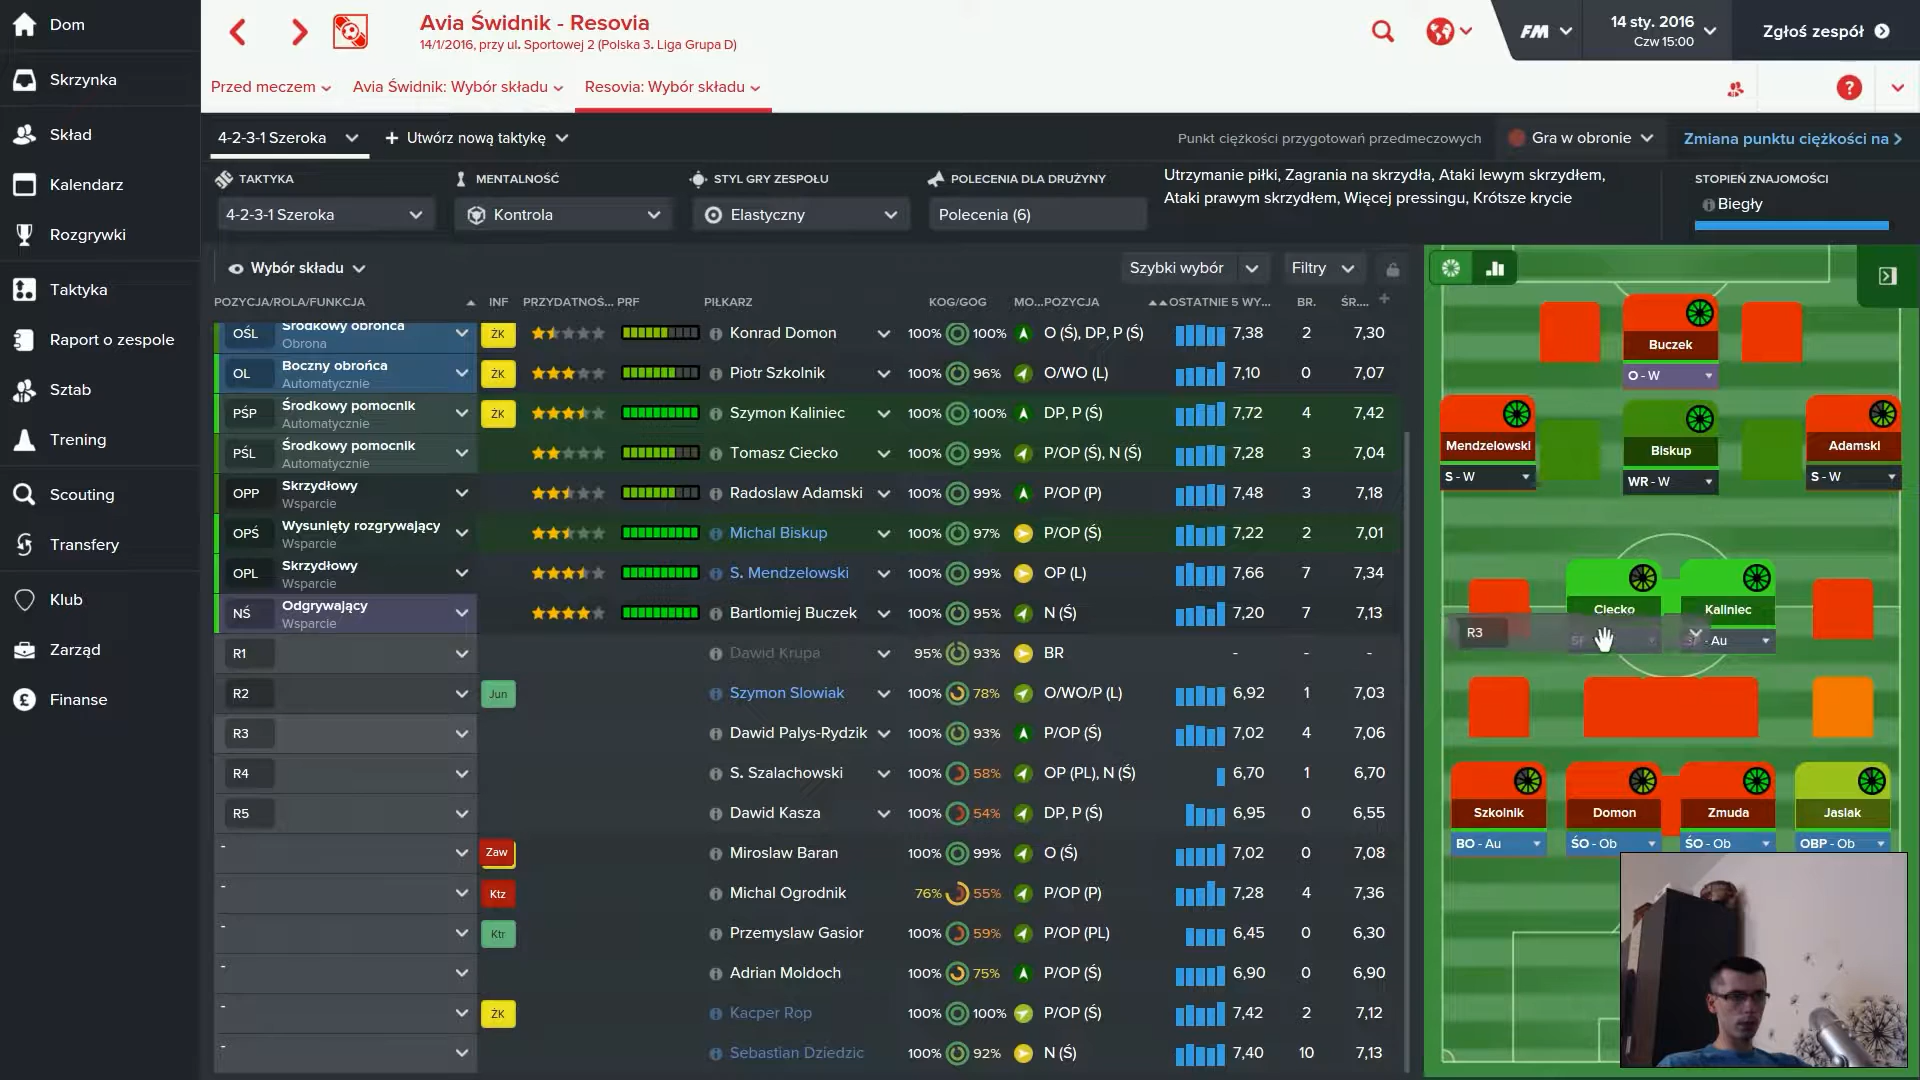 Dom
Skrzynka
Skład
Kalendarz
Rozgrywki
Taktyka
Raport o zespole
Sztab
Trening
Scouting
Transfery
Klub
Zarząd
Finanse
Avia Świdnik - Resovia
14/1/2016, przy ul. Sportowej 2 (Polska 3. Liga Grupa D)
FM
14 sty. 2016
Czw 15:00
Zgłoś zespół
Przed meczem
Avia Świdnik: Wybór składu
Resovia: Wybór składu
?
4-2-3-1 Szeroka
+ Utwórz nową taktykę
Punkt ciężkości przygotowań przedmeczowych
Gra w obronie
Zmiana punktu ciężkości na
TAKTYKA
4-2-3-1 Szeroka
MENTALNOŚĆ
Kontrola
STYL GRY ZESPOŁU
Elastyczny
POLECENIA DLA DRUŻYNY
Polecenia (6)
Utrzymanie piłki, Zagrania na skrzydła, Ataki lewym skrzydłem,
Ataki prawym skrzydłem, Więcej pressingu, Krótsze krycie
STOPIEŃ ZNAJOMOŚCI
Biegły
Wybór składu
Szybki wybór
Filtry
POZYCJA/ROLA/FUNKCJA INF PRZYDATNOŚ... PRF PIŁKARZ KOG/GOG MO... POZYCJA OSTATNIE 5 WY... BR. ŚR.... +
OŚL Środkowy obrońca Obrona ŻK Konrad Domon 100% 100% O (Ś), DP, P (Ś) 7,38 2 7,30
OL Boczny obrońca Automatycznie ŻK Piotr Szkolnik 100% 96% O/WO (L) 7,10 0 7,07
PŚP Środkowy pomocnik Automatycznie ŻK Szymon Kaliniec 100% 100% DP, P (Ś) 7,72 4 7,42
PŚL Środkowy pomocnik Automatycznie Tomasz Ciecko 100% 99% P/OP (Ś), N (Ś) 7,28 3 7,04
OPP Skrzydłowy Wsparcie Radoslaw Adamski 100% 99% P/OP (P) 7,48 3 7,18
OPŚ Wysunięty rozgrywający Wsparcie Michal Biskup 100% 97% P/OP (Ś) 7,22 2 7,01
OPL Skrzydłowy Wsparcie S. Mendzelowski 100% 99% OP (L) 7,66 7 7,34
NŚ Odgrywający Wsparcie Bartlomiej Buczek 100% 95% N (Ś) 7,20 7 7,13
R1 Dawid Krupa 95% 93% BR - - -
R2 Jun Szymon Slowiak 100% 78% O/WO/P (L) 6,92 1 7,03
R3 Dawid Palys-Rydzik 100% 93% P/OP (Ś) 7,02 4 7,06
R4 S. Szalachowski 100% 58% OP (PL), N (Ś) 6,70 1 6,70
R5 Dawid Kasza 100% 54% DP, P (Ś) 6,95 0 6,55
- Zaw Miroslaw Baran 100% 99% O (Ś) 7,02 0 7,08
- Ktz Michal Ogrodnik 76% 55% P/OP (P) 7,28 4 7,36
- Ktr Przemyslaw Gasior 100% 59% P/OP (PL) 6,45 0 6,30
- Adrian Moldoch 100% 75% P/OP (Ś) 6,90 0 6,90
- ŻK Kacper Rop 100% 100% P/OP (Ś) 7,42 2 7,12
- Sebastian Dziedzic 100% 92% N (Ś) 7,40 10 7,13
Buczek
O - W
Mendzelowski Biskup Adamski
S - W WR - W S - W
Ciecko Kaliniec
R3 - Au
Szkolnik Domon Zmuda Jasiak
BO - Au ŚO - Ob ŚO - Ob OBP - Ob